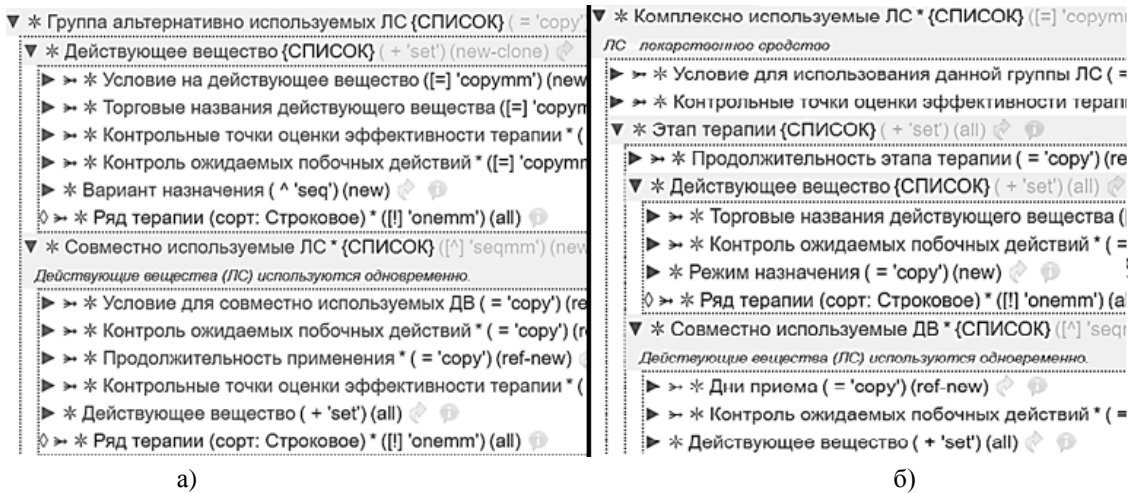 ▼ ✳ Группа альтернативно используемых ЛС {СПИСОК} ( = 'copy'
▼ ✳ Действующее вещество {СПИСОК} ( + 'set') (new-clone)
▶ ➳ ✳ Условие на действующее вещество ([=] 'copymm') (new
▶ ➳ ✳ Торговые названия действующего вещества ([=] 'copym
▶ ➳ ✳ Контрольные точки оценки эффективности терапии * (
▶ ➳ ✳ Контроль ожидаемых побочных действий * ([=] 'copymm
▶ ✳ Вариант назначения ( ^ 'seq') (new)
◊ ➳ ✳ Ряд терапии (сорт: Строковое) * ([!] 'onemm') (all)
▼ ✳ Совместно используемые ЛС * {СПИСОК} ([^] 'seqmm') (new
Действующие вещества (ЛС) используются одновременно.
▶ ➳ ✳ Условие для совместно используемых ДВ ( = 'copy') (re
▶ ➳ ✳ Контроль ожидаемых побочных действий * ( = 'copy') (r
▶ ➳ ✳ Продолжительность применения * ( = 'copy') (ref-new)
▶ ➳ ✳ Контрольные точки оценки эффективности терапии * (
▶ ✳ Действующее вещество ( + 'set') (all)
◊ ➳ ✳ Ряд терапии (сорт: Строковое) * ([!] 'onemm') (all)
а)
▼ ✳ Комплексно используемые ЛС * {СПИСОК} ([=] 'copym
ЛС лекарственное средство
▶ ➳ ✳ Условие для использования данной группы ЛС ( =
▶ ➳ ✳ Контрольные точки оценки эффективности терап
▼ ✳ Этап терапии {СПИСОК} ( + 'set') (all)
▶ ➳ ✳ Продолжительность этапа терапии ( = 'copy') (re
▼ ✳ Действующее вещество {СПИСОК} ( + 'set') (all)
▶ ➳ ✳ Торговые названия действующего вещества (
▶ ➳ ✳ Контроль ожидаемых побочных действий * ( =
▶ ✳ Режим назначения ( = 'copy') (new)
◊ ➳ ✳ Ряд терапии (сорт: Строковое) * ([!] 'onemm') (a
▼ ✳ Совместно используемые ДВ * {СПИСОК} ([^] 'seq
Действующие вещества (ЛС) используются одновременно.
▶ ➳ ✳ Дни приема ( = 'copy') (ref-new)
▶ ➳ ✳ Контроль ожидаемых побочных действий * ( =
▶ ✳ Действующее вещество ( + 'set') (all)
б)